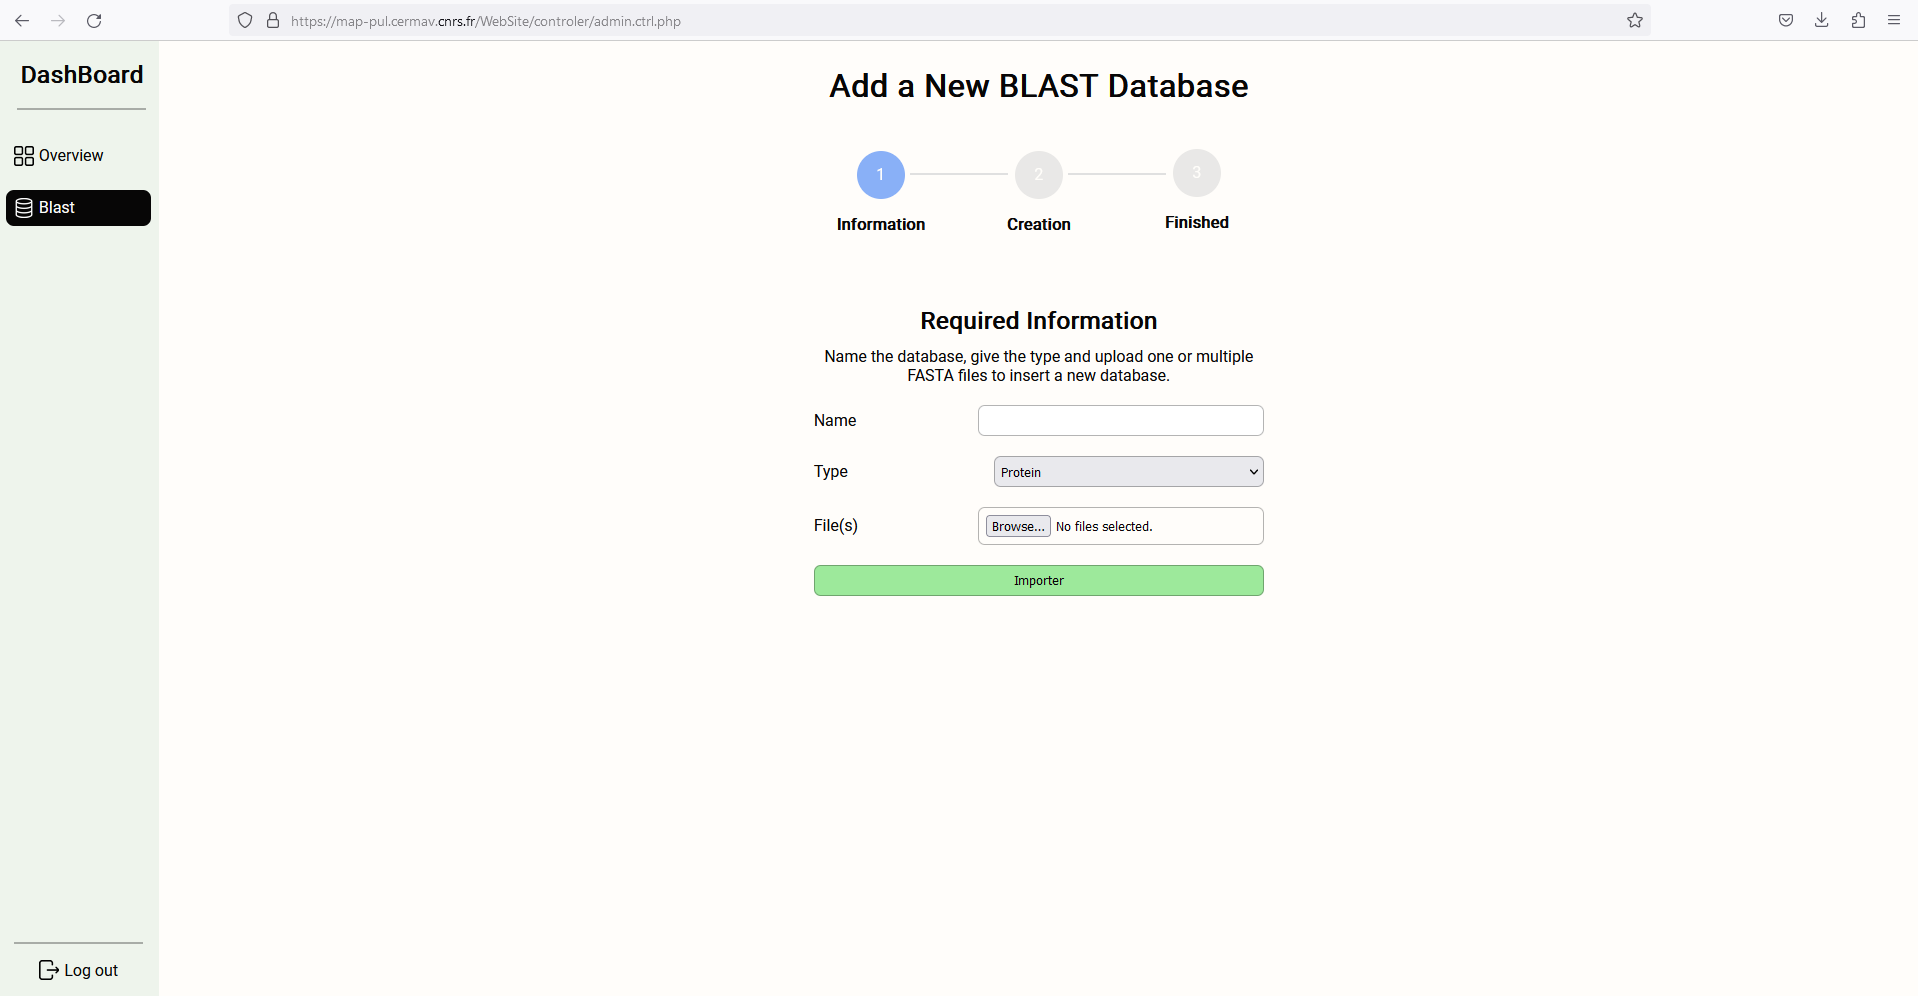 https://map-pul.cermav.cnrs.fr/WebSite/controler/admin.ctrl.php
DashBoard
Overview
Blast
Log out
Add a New BLAST Database
1 2 3
Information Creation Finished
Required Information
Name the database, give the type and upload one or multiple
FASTA files to insert a new database.
Name
Type Protein
File(s) Browse... No files selected.
Importer